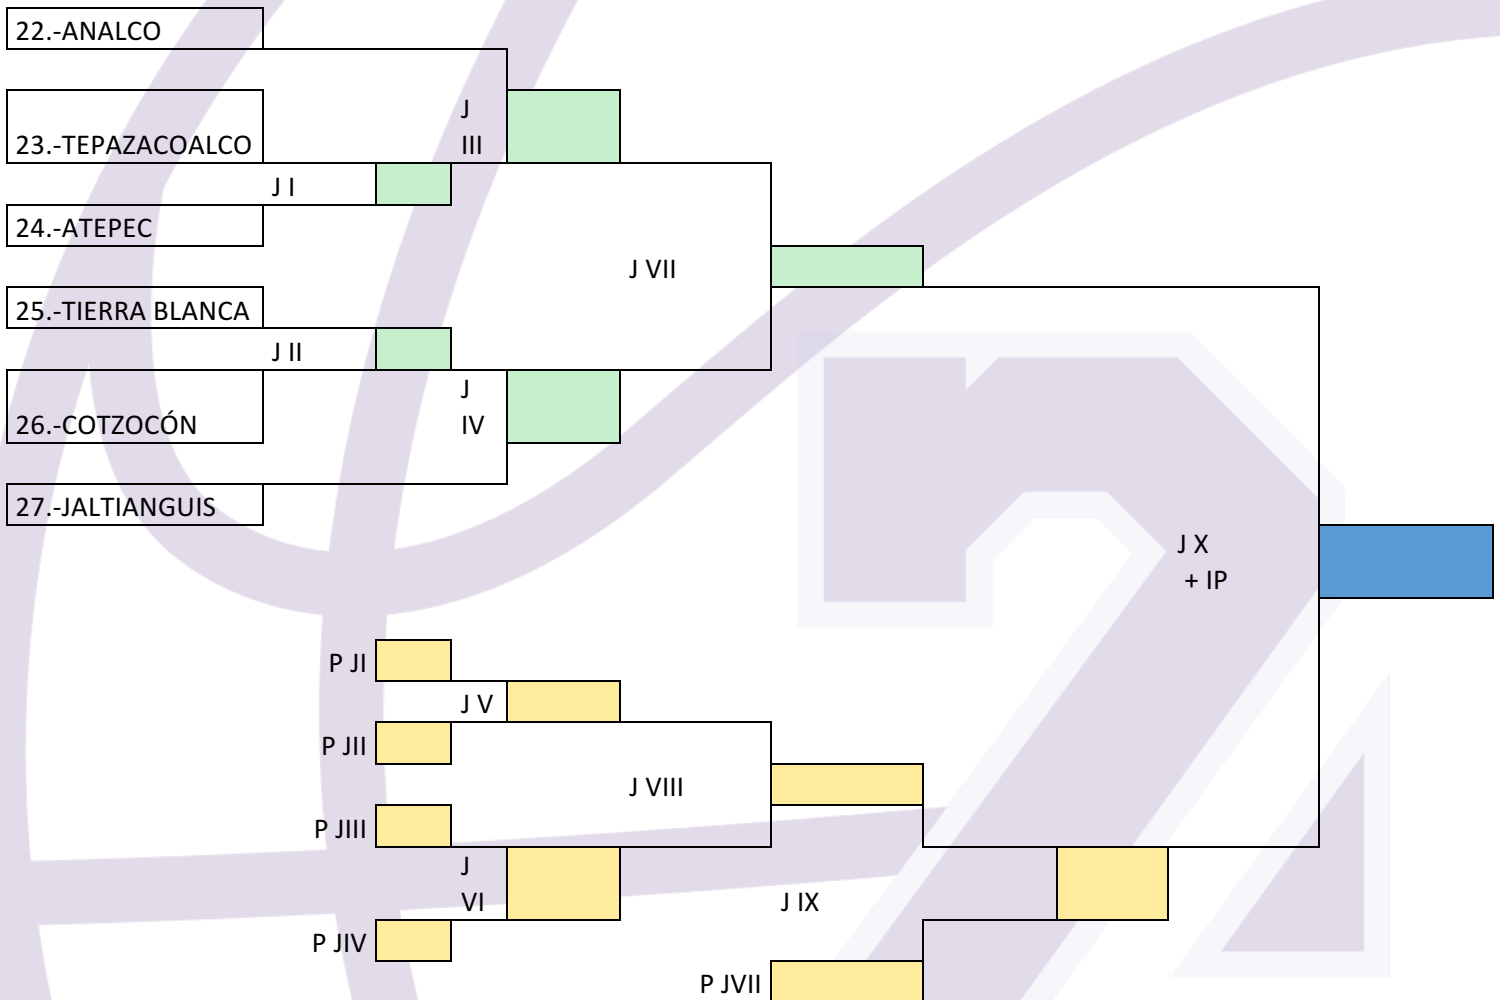 22.-ANALCO
J
III
23.-TEPAZACOALCO
J I
24.-ATEPEC
J VII
25.-TIERRA BLANCA
J II
J
IV
26.-COTZOCÓN
27.-JALTIANGUIS
J X
+ IP
P JI
J V
P JII
J VIII
P JIII
J
VI
J IX
P JIV
P JVII